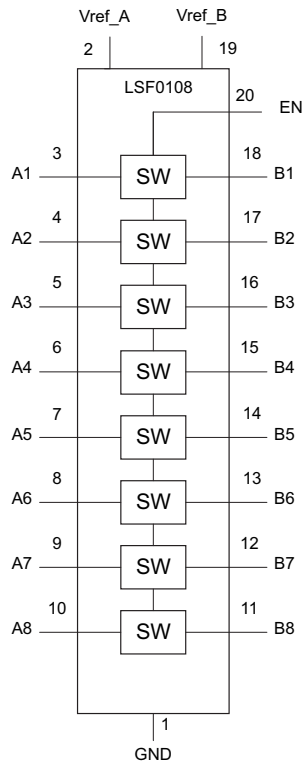 Vref_A Vref_B
2 19
LSF0108
20 EN
3 18
A1 SW B1
4 17
A2 SW B2
5 16
A3 SW B3
6 15
A4 SW B4
7 14
A5 SW B5
8 13
A6 SW B6
9 12
A7 SW B7
10 11
A8 SW B8
1
GND